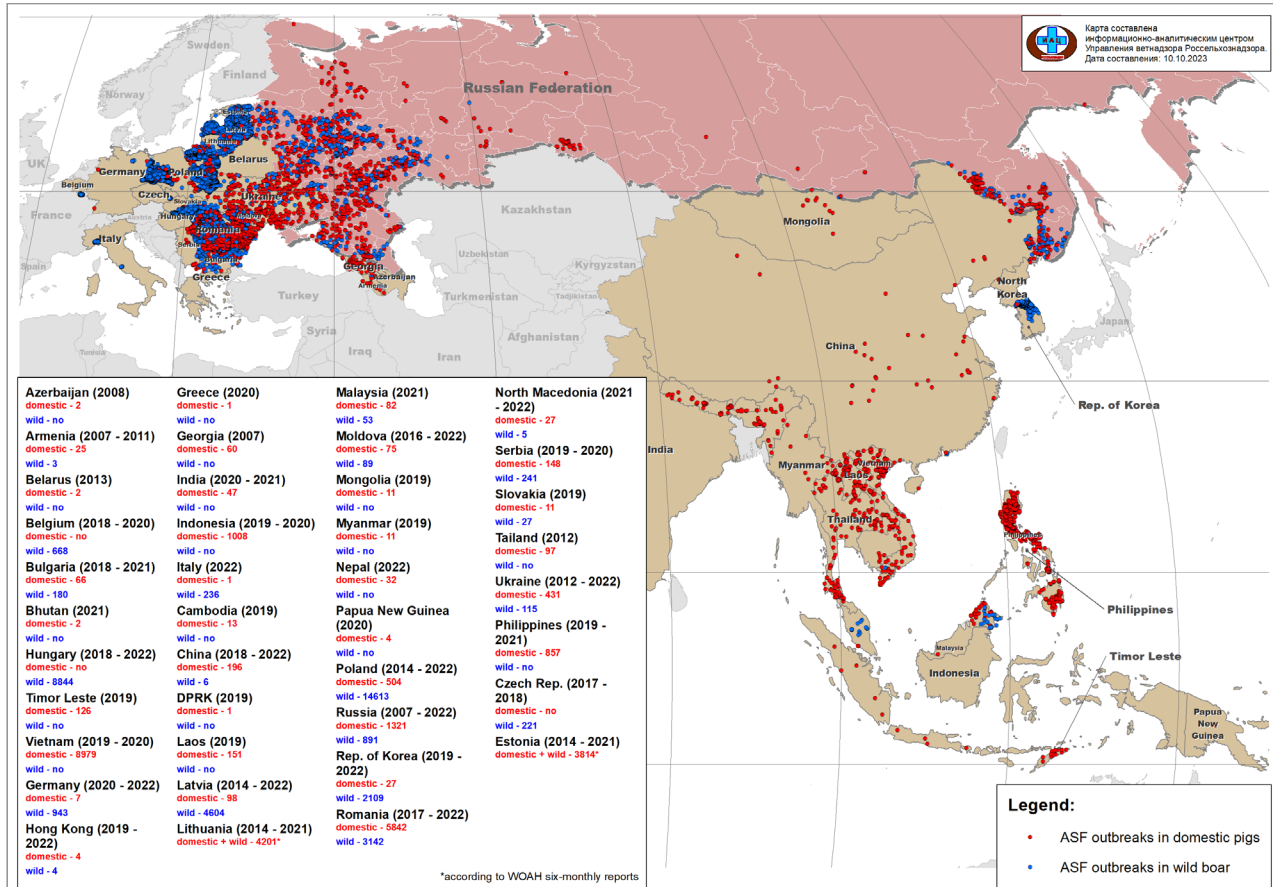 Карта составлена
информационно-аналитическим центром
Управления ветнадзора Россельхознадзора.
Дата составления: 10.10.2023
ИАЦ
Sweden
Finland
Norway
Russian Federation
Estonia
Latvia
Lithuania
Belarus
UK
Germany
Poland
Belgium
Czech
Ukraine
Slovakia
France
Austria
Hungary
Moldova
Kazakhstan
Romania
Mongolia
Italy
Serbia
Bulgaria
Georgia
Uzbekistan
Kyrgyzstan
Spain
Greece
Azerbaijan
Armenia
North
Korea
Turkey
Turkmenistan
Tadjikistan
Japan
Syria
Afghanistan
Tunisia
Iraq
Iran
China
Rep. of Korea
India
Myanmar
Vietnam
Laos
Thailand
Philippines
Philippines
Timor Leste
Malaysia
Indonesia
Papua
New
Guinea
Azerbaijan (2008)
domestic - 2
wild - no
Armenia (2007 - 2011)
domestic - 25
wild - 3
Belarus (2013)
domestic - 2
wild - no
Belgium (2018 - 2020)
domestic - no
wild - 668
Bulgaria (2018 - 2021)
domestic - 66
wild - 180
Bhutan (2021)
domestic - 2
wild - no
Hungary (2018 - 2022)
domestic - no
wild - 8844
Timor Leste (2019)
domestic - 126
wild - no
Vietnam (2019 - 2020)
domestic - 8979
wild - no
Germany (2020 - 2022)
domestic - 7
wild - 943
Hong Kong (2019 -
2022)
domestic - 4
wild - 4
Greece (2020)
domestic - 1
wild - no
Georgia (2007)
domestic - 60
wild - no
India (2020 - 2021)
domestic - 47
wild - no
Indonesia (2019 - 2020)
domestic - 1008
wild - no
Italy (2022)
domestic - 1
wild - 236
Cambodia (2019)
domestic - 13
wild - no
China (2018 - 2022)
domestic - 196
wild - 6
DPRK (2019)
domestic - 1
wild - no
Laos (2019)
domestic - 151
wild - no
Latvia (2014 - 2022)
domestic - 98
wild - 4604
Lithuania (2014 - 2021)
domestic + wild - 4201*
Malaysia (2021)
domestic - 82
wild - 53
Moldova (2016 - 2022)
domestic - 75
wild - 89
Mongolia (2019)
domestic - 11
wild - no
Myanmar (2019)
domestic - 11
wild - no
Nepal (2022)
domestic - 32
wild - no
Papua New Guinea
(2020)
domestic - 4
wild - no
Poland (2014 - 2022)
domestic - 504
wild - 14613
Russia (2007 - 2022)
domestic - 1321
wild - 891
Rep. of Korea (2019 -
2022)
domestic - 27
wild - 2109
Romania (2017 - 2022)
domestic - 5842
wild - 3142
North Macedonia (2021
- 2022)
domestic - 27
wild - 5
Serbia (2019 - 2020)
domestic - 148
wild - 241
Slovakia (2019)
domestic - 11
wild - 27
Tailand (2012)
domestic - 97
wild - no
Ukraine (2012 - 2022)
domestic - 431
wild - 115
Philippines (2019 -
2021)
domestic - 857
wild - no
Czech Rep. (2017 -
2018)
domestic - no
wild - 221
Estonia (2014 - 2021)
domestic + wild - 3814*
*according to WOAH six-monthly reports
Legend:
ASF outbreaks in domestic pigs
ASF outbreaks in wild boar